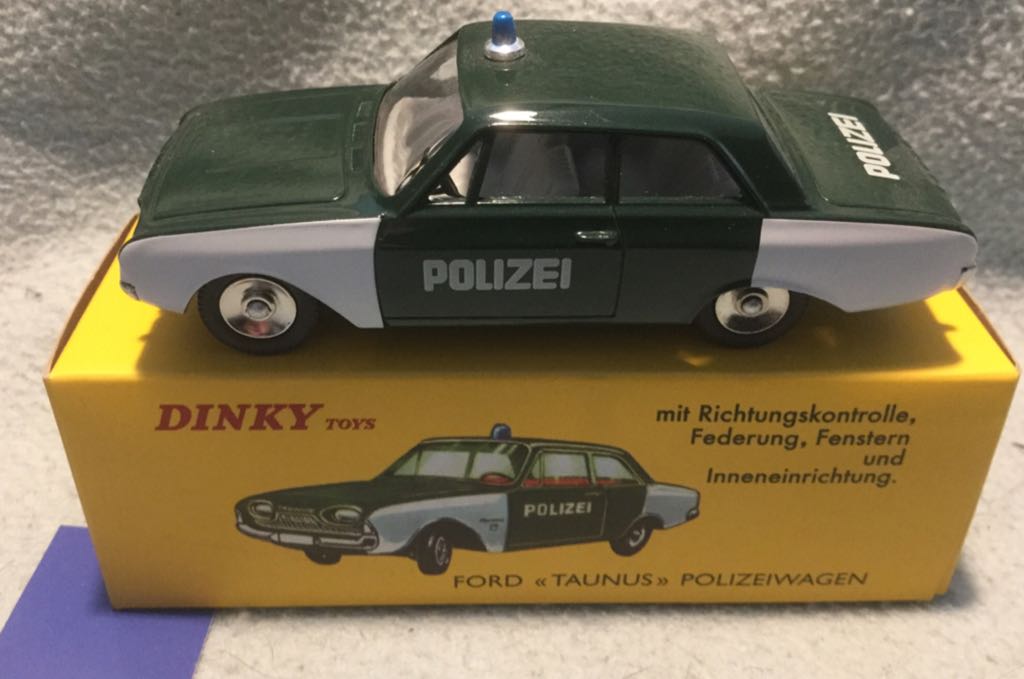 POLIZEI
POLIZEI
DINKY TOYS
mit Richtungskontrolle,
Federung, Fenstern
und
Inneneinrichtung.
POLIZEI
FORD «TAUNUS» POLIZEIWAGEN